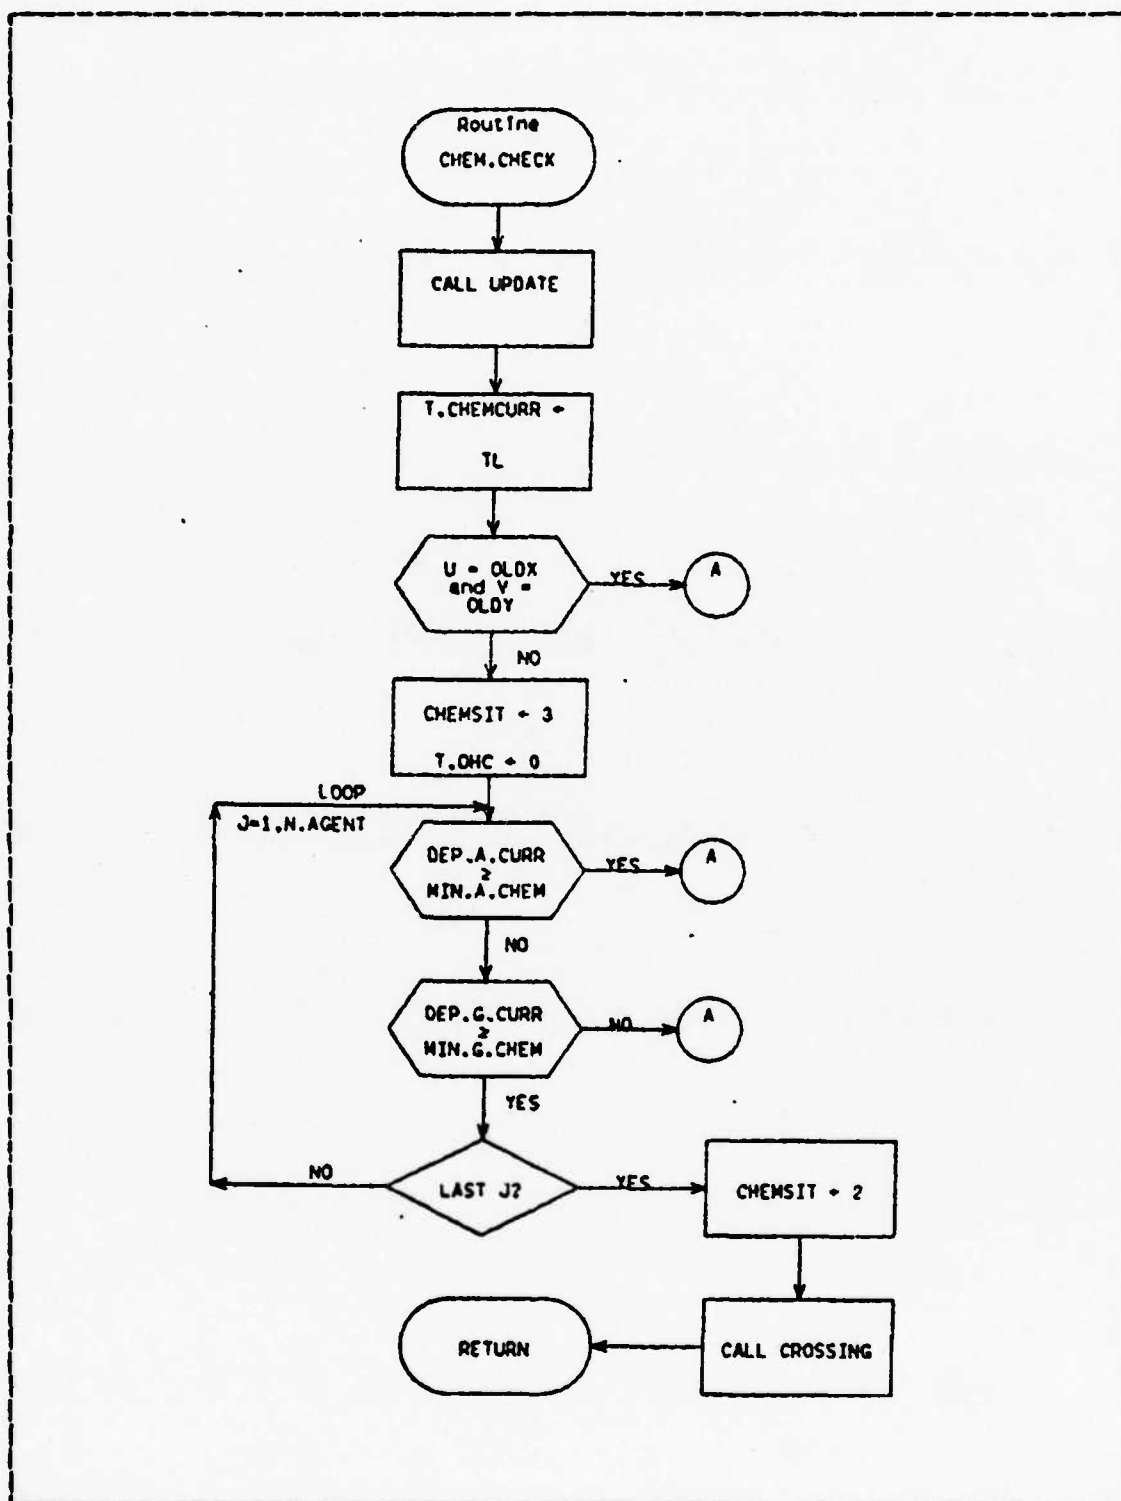 Routine
CHEM.CHECK
CALL UPDATE
T.CHEMCURR ←
TL
U = OLDX
and V =
OLDY
YES
A
NO
CHEMSIT ← 3
T.OHC ← 0
LOOP
J=1,N.AGENT
DEP.A.CURR
≥
MIN.A.CHEM
YES
A
NO
DEP.G.CURR
≥
MIN.G.CHEM
NO
A
YES
NO
LAST J?
YES
CHEMSIT ← 2
RETURN
CALL CROSSING